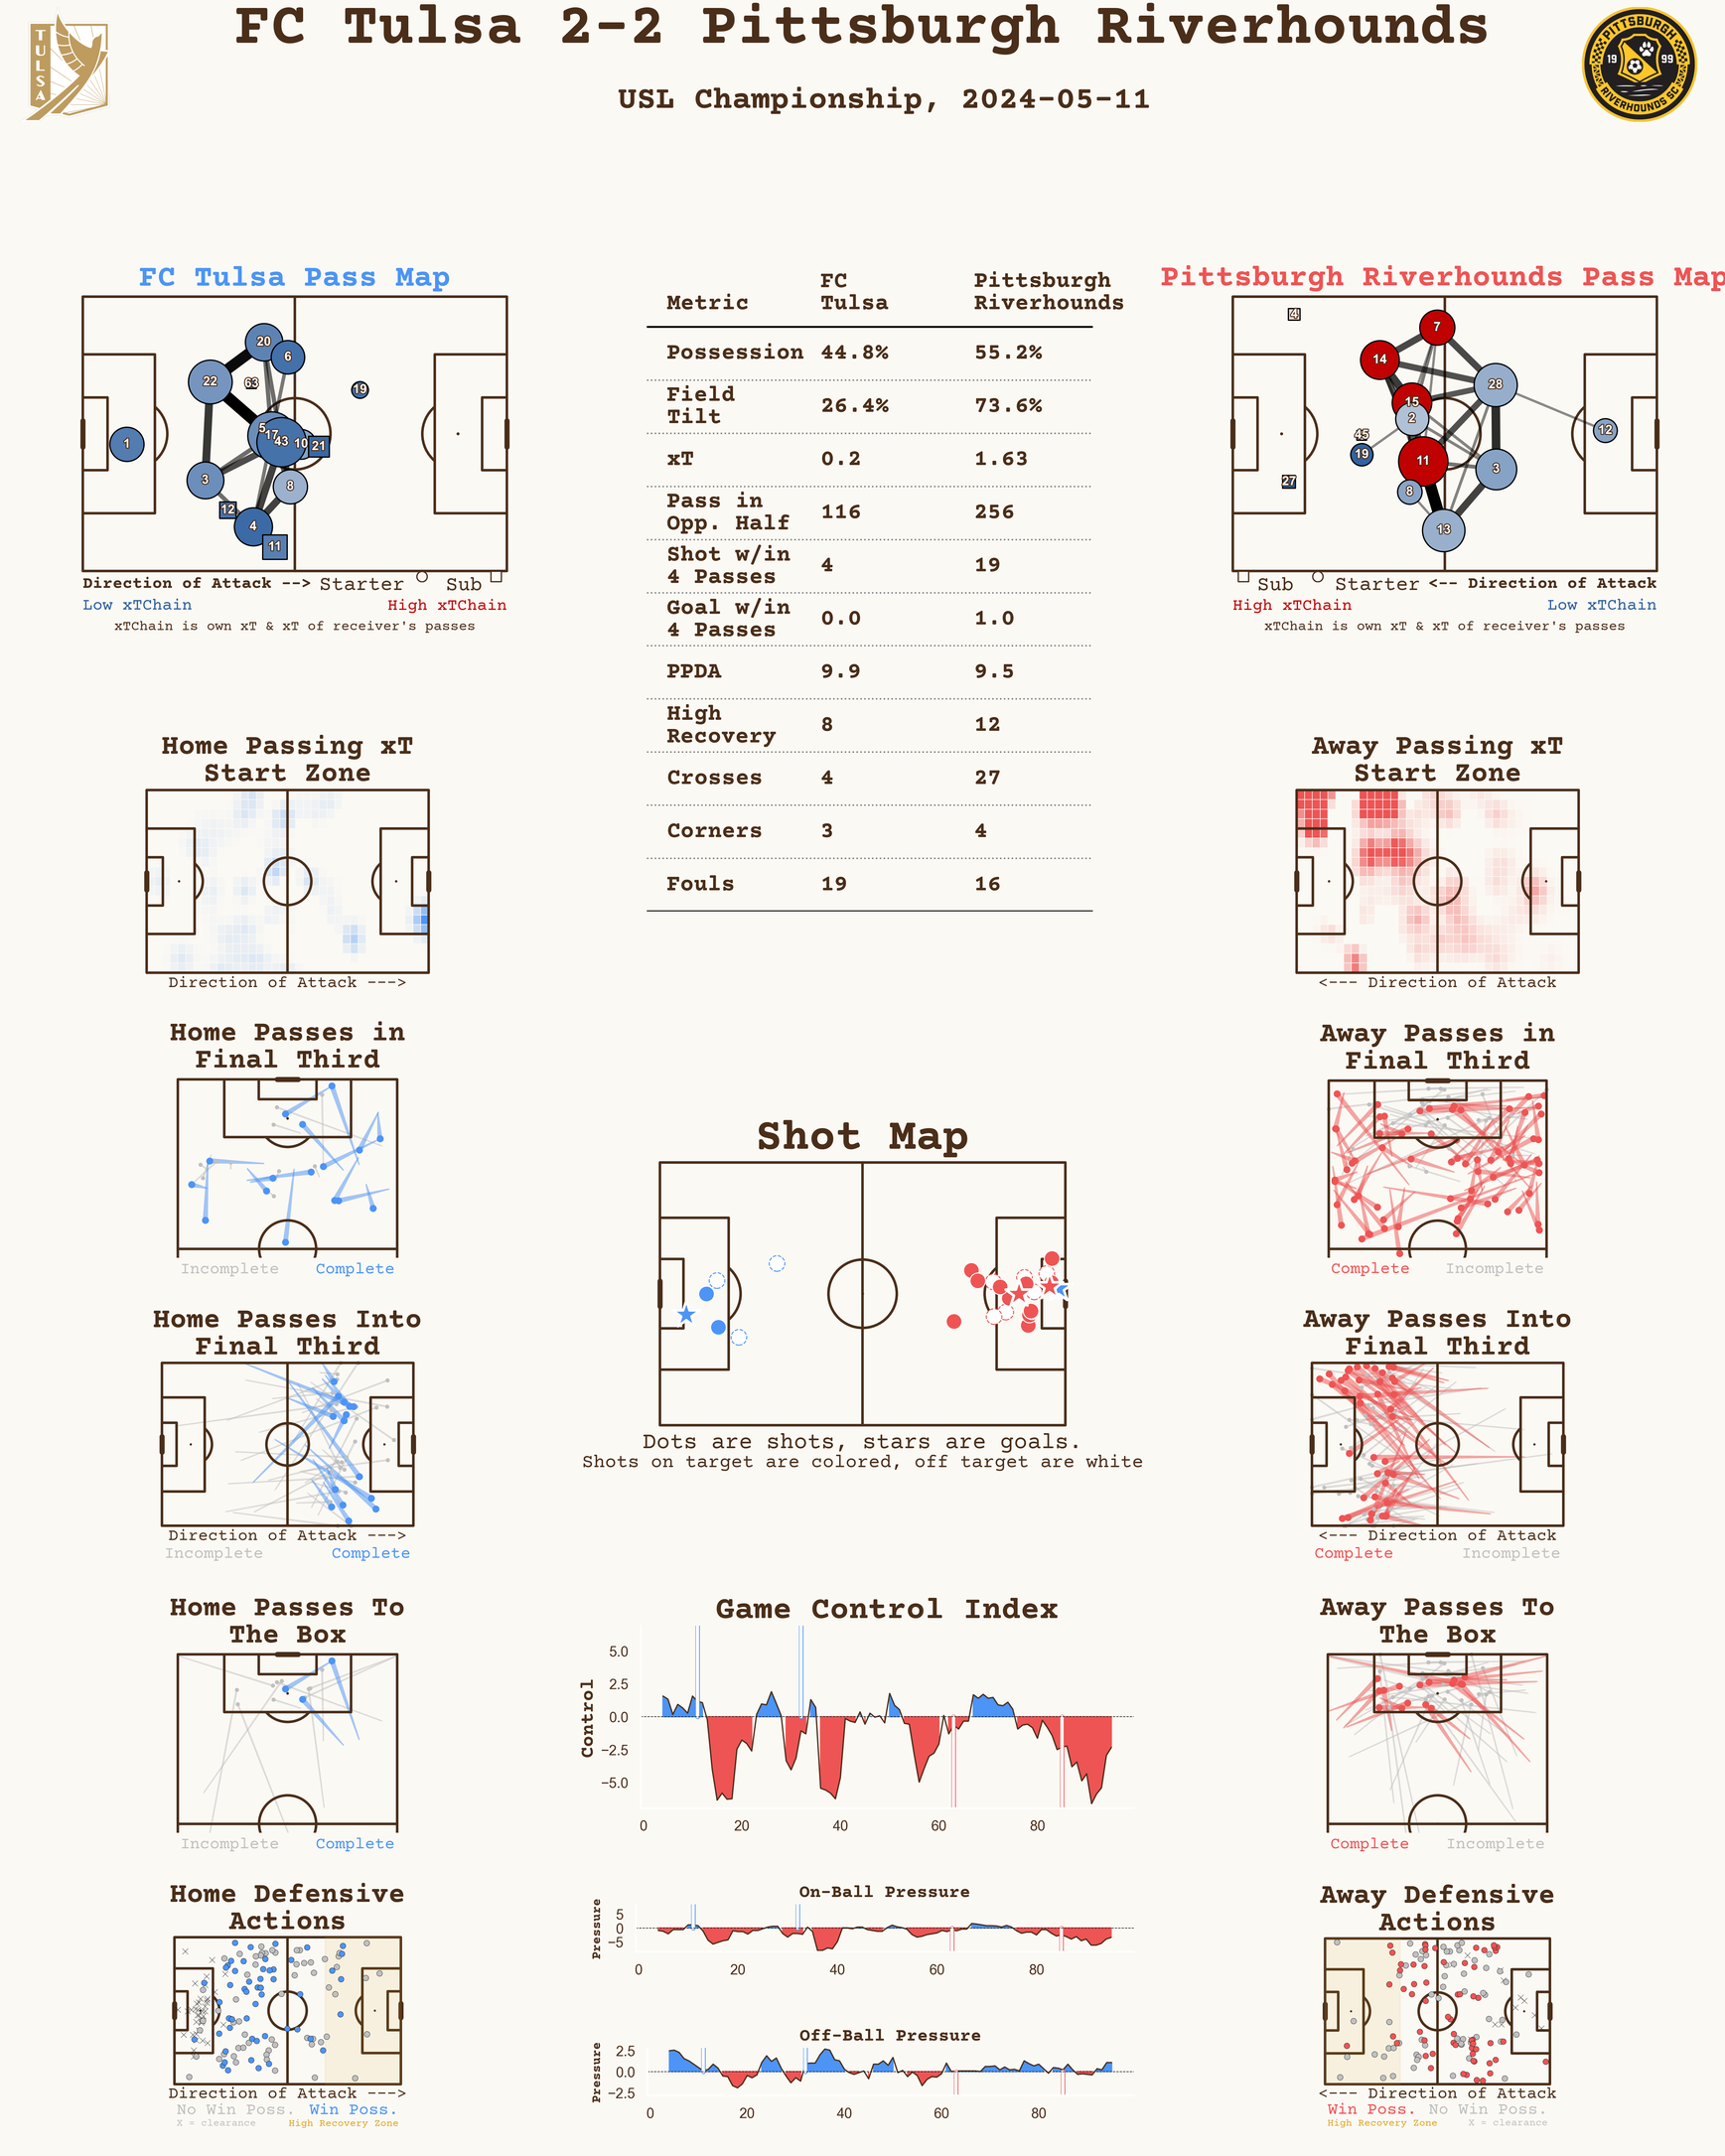 FC Tulsa 2-2 Pittsburgh Riverhounds
USL Championship, 2024-05-11
TULSA
PITTSBURGH
19 99
RIVERHOUNDS SC
FC Tulsa Pass Map
20
6
22
63
19
5
17
43
10
21
1
3
8
12
4
11
Direction of Attack --> Starter Sub
Low xTChain High xTChain
xTChain is own xT & xT of receiver's passes
Metric FC Tulsa Pittsburgh Riverhounds
Possession 44.8% 55.2%
Field Tilt 26.4% 73.6%
xT 0.2 1.63
Pass in Opp. Half 116 256
Shot w/in 4 Passes 4 19
Goal w/in 4 Passes 0.0 1.0
PPDA 9.9 9.5
High Recovery 8 12
Crosses 4 27
Corners 3 4
Fouls 19 16
Pittsburgh Riverhounds Pass Map
4
7
14
28
15
2
12
45
19
11
3
27
8
13
Sub Starter <-- Direction of Attack
High xTChain Low xTChain
xTChain is own xT & xT of receiver's passes
Home Passing xT
Start Zone
Direction of Attack --->
Away Passing xT
Start Zone
<--- Direction of Attack
Home Passes in
Final Third
Incomplete Complete
Away Passes in
Final Third
Complete Incomplete
Shot Map
Dots are shots, stars are goals.
Shots on target are colored, off target are white
Home Passes Into
Final Third
Direction of Attack --->
Incomplete Complete
Away Passes Into
Final Third
<--- Direction of Attack
Complete Incomplete
Home Passes To
The Box
Incomplete Complete
Game Control Index
Control
5.0
2.5
0.0
−2.5
−5.0
0 20 40 60 80
Away Passes To
The Box
Complete Incomplete
Home Defensive
Actions
Direction of Attack --->
No Win Poss. Win Poss.
X = clearance High Recovery Zone
On-Ball Pressure
Pressure
5
0
−5
0 20 40 60 80
Off-Ball Pressure
Pressure
2.5
0.0
−2.5
0 20 40 60 80
Away Defensive
Actions
<--- Direction of Attack
Win Poss. No Win Poss.
High Recovery Zone X = clearance